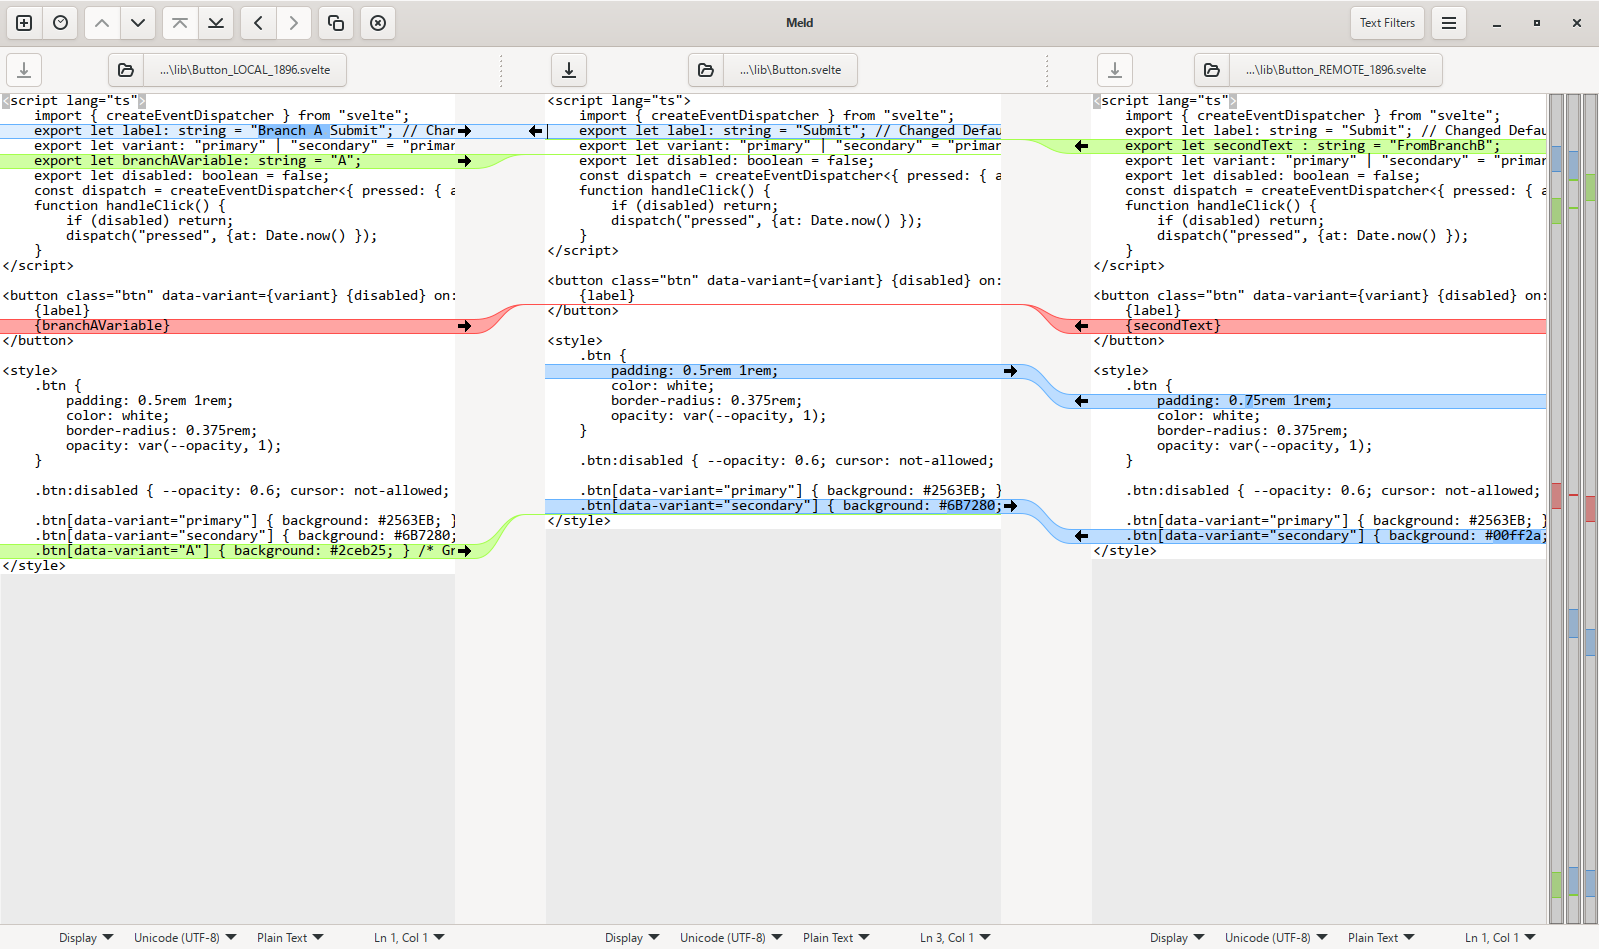 Meld
Text Filters
...\lib\Button_LOCAL_1896.svelte
...\lib\Button.svelte
...\lib\Button_REMOTE_1896.svelte
<script lang="ts">
    import { createEventDispatcher } from "svelte";
    export let label: string = "Branch A Submit"; // Char
    export let variant: "primary" | "secondary" = "primar
    export let branchAVariable: string = "A";
    export let disabled: boolean = false;
    const dispatch = createEventDispatcher<{ pressed: { a
    function handleClick() {
        if (disabled) return;
        dispatch("pressed", {at: Date.now() });
    }
</script>
<button class="btn" data-variant={variant} {disabled} on:
    {label}
    {branchAVariable}
</button>
<style>
    .btn {
        padding: 0.5rem 1rem;
        color: white;
        border-radius: 0.375rem;
        opacity: var(--opacity, 1);
    }
    .btn:disabled { --opacity: 0.6; cursor: not-allowed;
    .btn[data-variant="primary"] { background: #2563EB; }
    .btn[data-variant="secondary"] { background: #6B7280;
    .btn[data-variant="A"] { background: #2ceb25; } /* Gr
</style>
<script lang="ts">
    import { createEventDispatcher } from "svelte";
    export let label: string = "Submit"; // Changed Defau
    export let variant: "primary" | "secondary" = "primar
    export let disabled: boolean = false;
    const dispatch = createEventDispatcher<{ pressed: { a
    function handleClick() {
        if (disabled) return;
        dispatch("pressed", {at: Date.now() });
    }
</script>
<button class="btn" data-variant={variant} {disabled} on:
    {label}
</button>
<style>
    .btn {
        padding: 0.5rem 1rem;
        color: white;
        border-radius: 0.375rem;
        opacity: var(--opacity, 1);
    }
    .btn:disabled { --opacity: 0.6; cursor: not-allowed;
    .btn[data-variant="primary"] { background: #2563EB; }
    .btn[data-variant="secondary"] { background: #6B7280;
</style>
<script lang="ts">
    import { createEventDispatcher } from "svelte";
    export let label: string = "Submit"; // Changed Defau
    export let secondText : string = "FromBranchB";
    export let variant: "primary" | "secondary" = "primar
    export let disabled: boolean = false;
    const dispatch = createEventDispatcher<{ pressed: { a
    function handleClick() {
        if (disabled) return;
        dispatch("pressed", {at: Date.now() });
    }
</script>
<button class="btn" data-variant={variant} {disabled} on:
    {label}
    {secondText}
</button>
<style>
    .btn {
        padding: 0.75rem 1rem;
        color: white;
        border-radius: 0.375rem;
        opacity: var(--opacity, 1);
    }
    .btn:disabled { --opacity: 0.6; cursor: not-allowed;
    .btn[data-variant="primary"] { background: #2563EB; }
    .btn[data-variant="secondary"] { background: #00ff2a;
</style>
Display Unicode (UTF-8) Plain Text Ln 1, Col 1
Display Unicode (UTF-8) Plain Text Ln 3, Col 1
Display Unicode (UTF-8) Plain Text Ln 1, Col 1